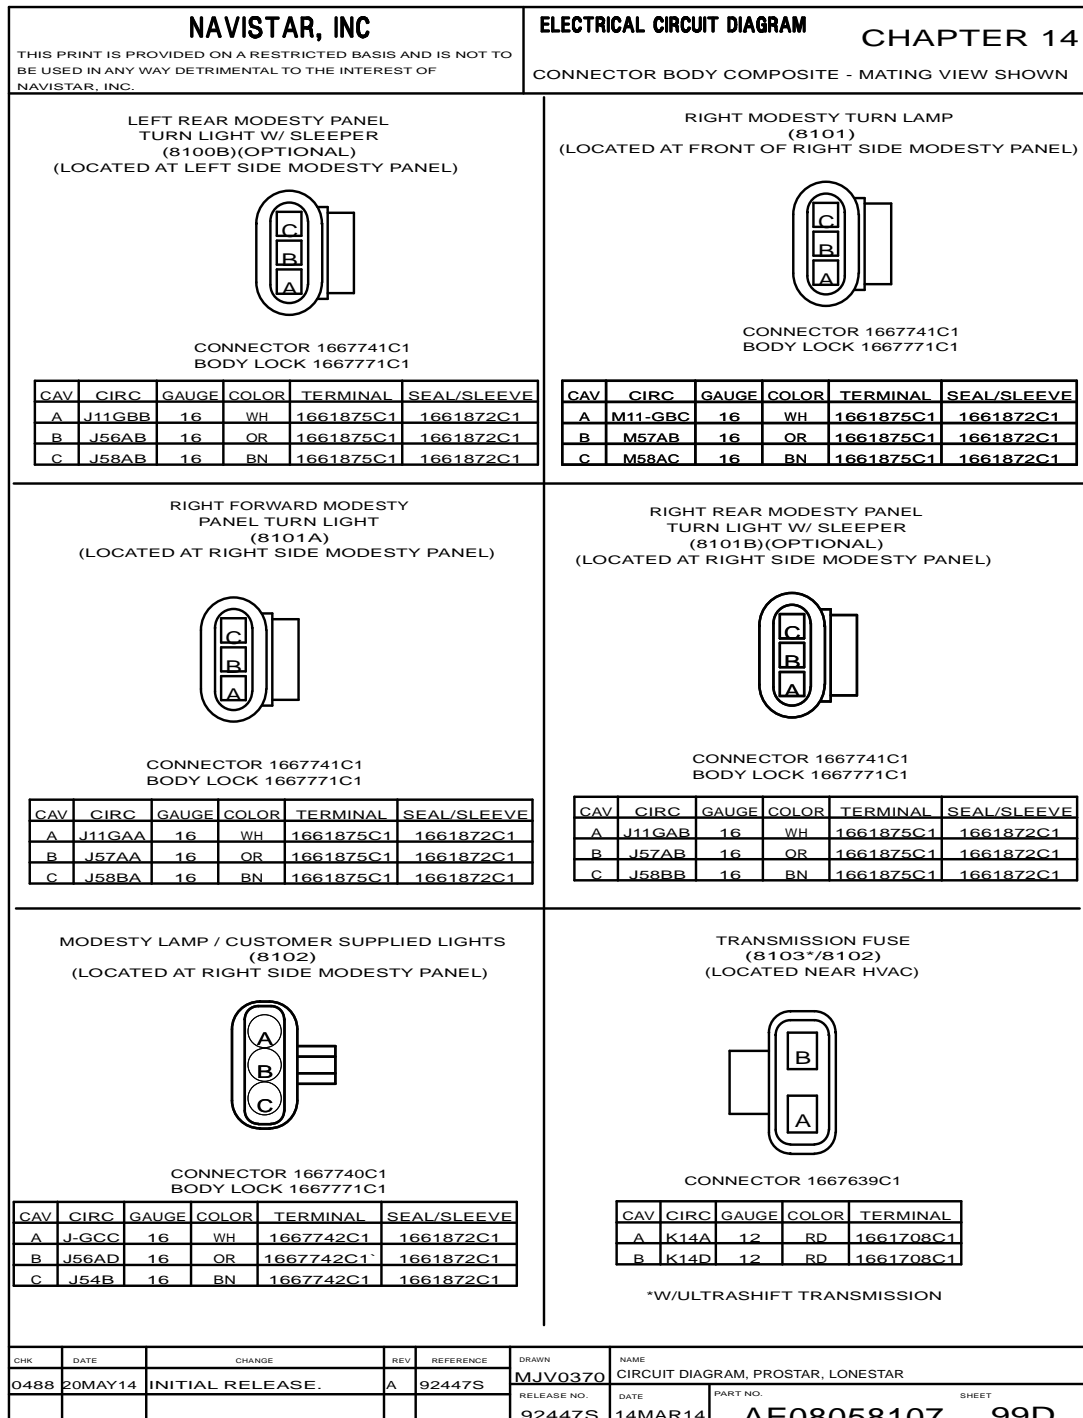 NAVISTAR, INC
THIS PRINT IS PROVIDED ON A RESTRICTED BASIS AND IS NOT TO
BE USED IN ANY WAY DETRIMENTAL TO THE INTEREST OF
NAVISTAR, INC.
ELECTRICAL CIRCUIT DIAGRAM
CHAPTER 14
CONNECTOR BODY COMPOSITE - MATING VIEW SHOWN
LEFT REAR MODESTY PANEL
TURN LIGHT W/ SLEEPER
(8100B)(OPTIONAL)
(LOCATED AT LEFT SIDE MODESTY PANEL)
C
B
A
CONNECTOR 1667741C1
BODY LOCK 1667771C1
CAV CIRC GAUGE COLOR TERMINAL SEAL/SLEEVE
A J11GBB 16 WH 1661875C1 1661872C1
B J56AB 16 OR 1661875C1 1661872C1
C J58AB 16 BN 1661875C1 1661872C1
RIGHT MODESTY TURN LAMP
(8101)
(LOCATED AT FRONT OF RIGHT SIDE MODESTY PANEL)
C
B
A
CONNECTOR 1667741C1
BODY LOCK 1667771C1
CAV CIRC GAUGE COLOR TERMINAL SEAL/SLEEVE
A M11-GBC 16 WH 1661875C1 1661872C1
B M57AB 16 OR 1661875C1 1661872C1
C M58AC 16 BN 1661875C1 1661872C1
RIGHT FORWARD MODESTY
PANEL TURN LIGHT
(8101A)
(LOCATED AT RIGHT SIDE MODESTY PANEL)
C
B
A
CONNECTOR 1667741C1
BODY LOCK 1667771C1
CAV CIRC GAUGE COLOR TERMINAL SEAL/SLEEVE
A J11GAA 16 WH 1661875C1 1661872C1
B J57AA 16 OR 1661875C1 1661872C1
C J58BA 16 BN 1661875C1 1661872C1
RIGHT REAR MODESTY PANEL
TURN LIGHT W/ SLEEPER
(8101B)(OPTIONAL)
(LOCATED AT RIGHT SIDE MODESTY PANEL)
C
B
A
CONNECTOR 1667741C1
BODY LOCK 1667771C1
CAV CIRC GAUGE COLOR TERMINAL SEAL/SLEEVE
A J11GAB 16 WH 1661875C1 1661872C1
B J57AB 16 OR 1661875C1 1661872C1
C J58BB 16 BN 1661875C1 1661872C1
MODESTY LAMP / CUSTOMER SUPPLIED LIGHTS
(8102)
(LOCATED AT RIGHT SIDE MODESTY PANEL)
A
B
C
CONNECTOR 1667740C1
BODY LOCK 1667771C1
CAV CIRC GAUGE COLOR TERMINAL SEAL/SLEEVE
A J-GCC 16 WH 1667742C1 1661872C1
B J56AD 16 OR 1667742C1` 1661872C1
C J54B 16 BN 1667742C1 1661872C1
TRANSMISSION FUSE
(8103*/8102)
(LOCATED NEAR HVAC)
B
A
CONNECTOR 1667639C1
CAV CIRC GAUGE COLOR TERMINAL
A K14A 12 RD 1661708C1
B K14D 12 RD 1661708C1
*W/ULTRASHIFT TRANSMISSION
CHK DATE CHANGE REV REFERENCE
0488 20MAY14 INITIAL RELEASE. A 92447S
DRAWN
MJV0370
NAME
CIRCUIT DIAGRAM, PROSTAR, LONESTAR
RELEASE NO. DATE PART NO. SHEET
92447S 14MAR14 AE08058107 99D